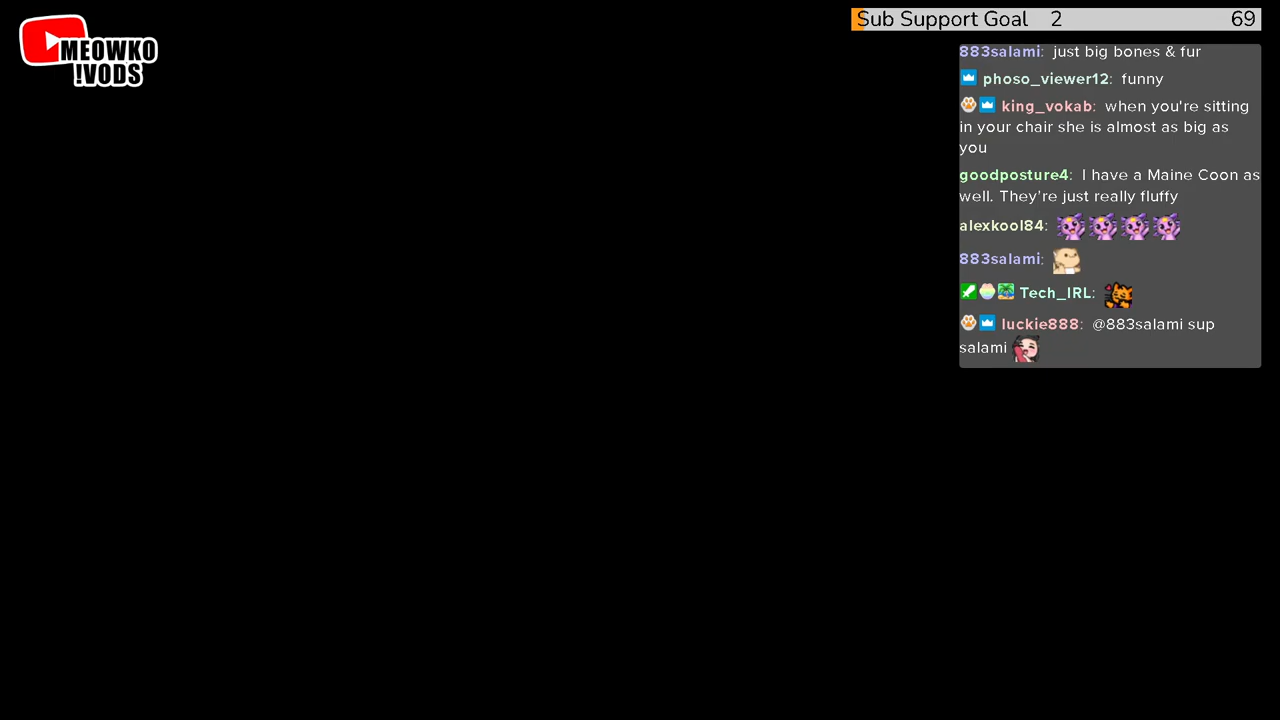 MEOWKO
!VODS
Sub Support Goal 2 69
883salami: just big bones & fur
phoso_viewer12: funny
king_vokab: when you're sitting
in your chair she is almost as big as
you
goodposture4: I have a Maine Coon as
well. They're just really fluffy
alexkool84:
883salami:
Tech_IRL:
luckie888: @883salami sup
salami